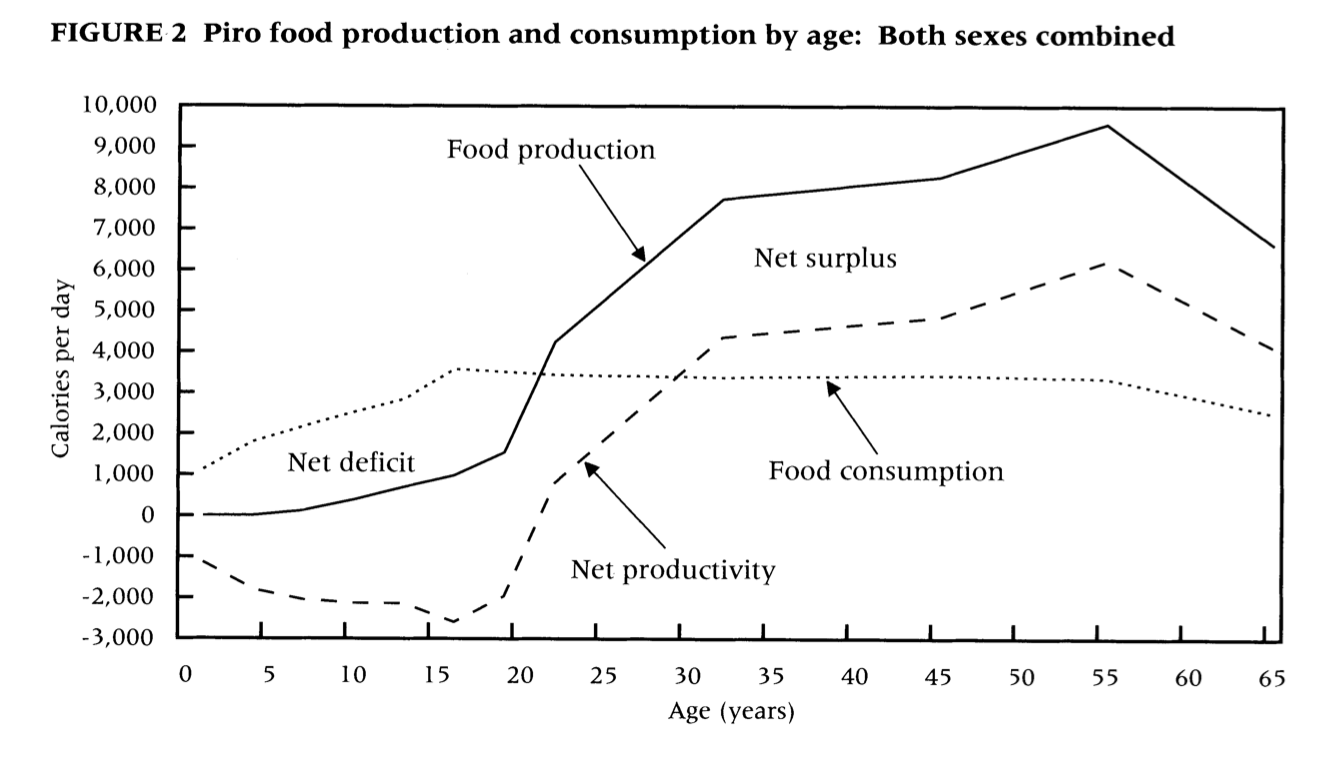 FIGURE 2 Piro food production and consumption by age: Both sexes combined
10,000
9,000
8,000
7,000
6,000
5,000
4,000
3,000
2,000
1,000
0
-1,000
-2,000
-3,000
Calories per day
Food production
Net surplus
Net deficit
Food consumption
Net productivity
0 5 10 15 20 25 30 35 40 45 50 55 60 65
Age (years)